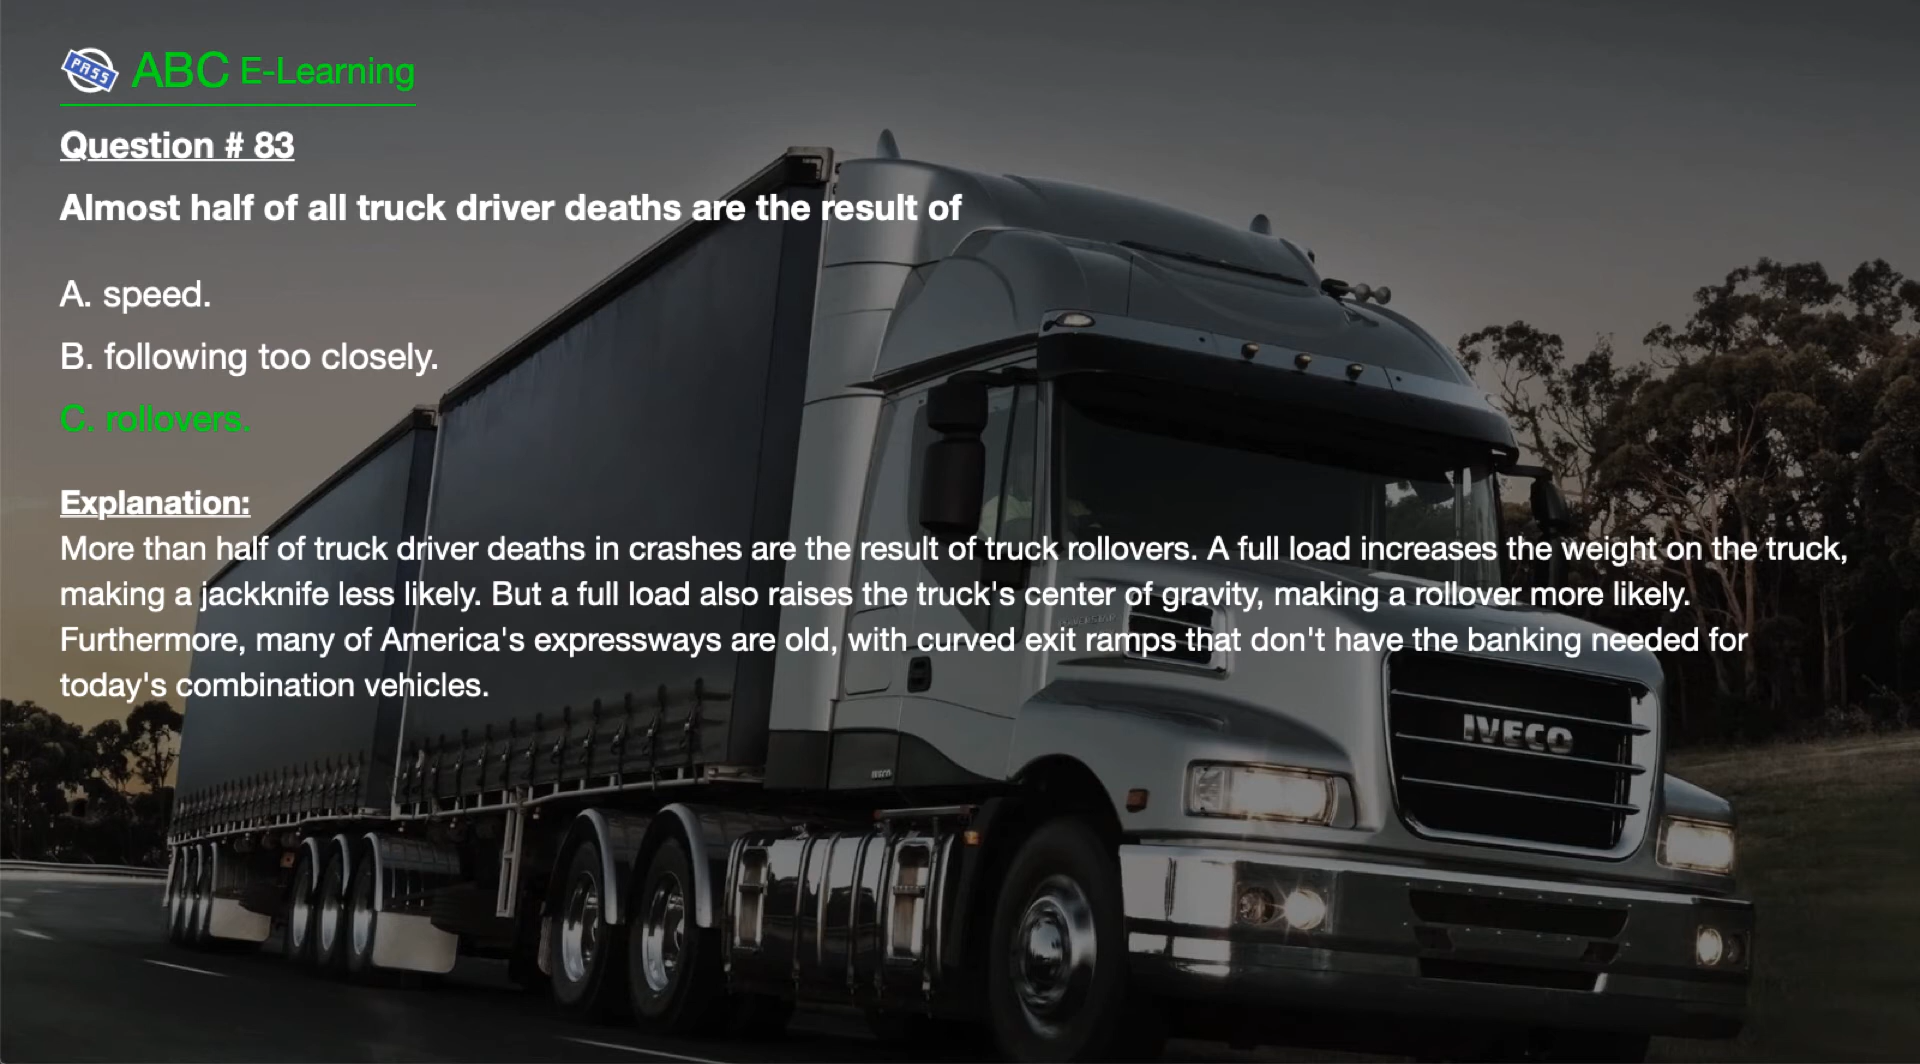 PASS ABC E-Learning
Question # 83
Almost half of all truck driver deaths are the result of
A. speed.
B. following too closely.
C. rollovers.
Explanation:
More than half of truck driver deaths in crashes are the result of truck rollovers. A full load increases the weight on the truck,
making a jackknife less likely. But a full load also raises the truck's center of gravity, making a rollover more likely.
Furthermore, many of America's expressways are old, with curved exit ramps that don't have the banking needed for
today's combination vehicles.
IVECO
IVECO